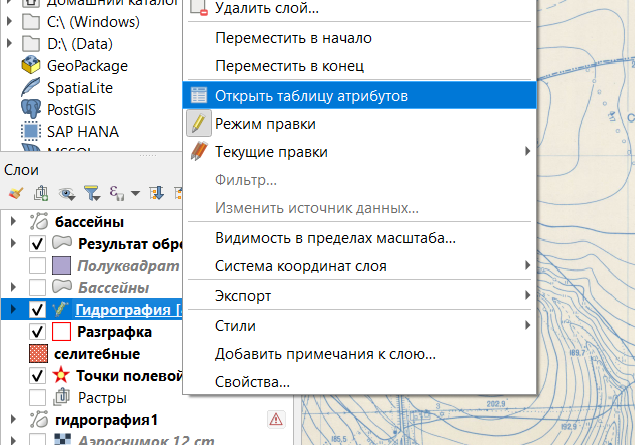 Домашний каталог
C:\ (Windows)
D:\ (Data)
GeoPackage
SpatiaLite
PostGIS
SAP HANA
MSSQL
Слои
бассейны
Результат обр
Полуквадрат
Бассейны
Гидрография [
Разграфка
селитебные
Точки полевой
Растры
гидрография1
Аэроснимок 12 cm
Удалить слой...
Переместить в начало
Переместить в конец
Открыть таблицу атрибутов
Режим правки
Текущие правки
Фильтр...
Изменить источник данных...
Видимость в пределах масштаба...
Система координат слоя
Экспорт
Стили
Добавить примечания к слою...
Свойства...
189,7
202,9
185,5